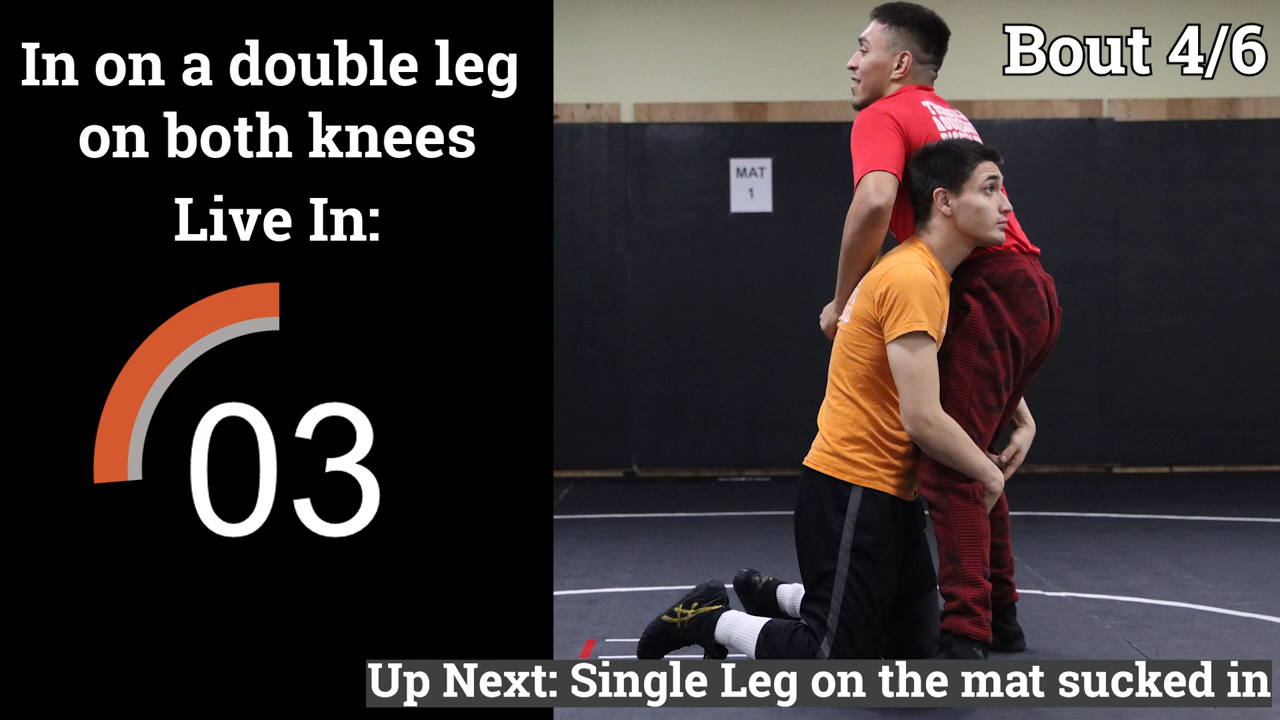 In on a double leg
on both knees
Live In:
03
Bout 4/6
MAT
1
Up Next: Single Leg on the mat sucked in